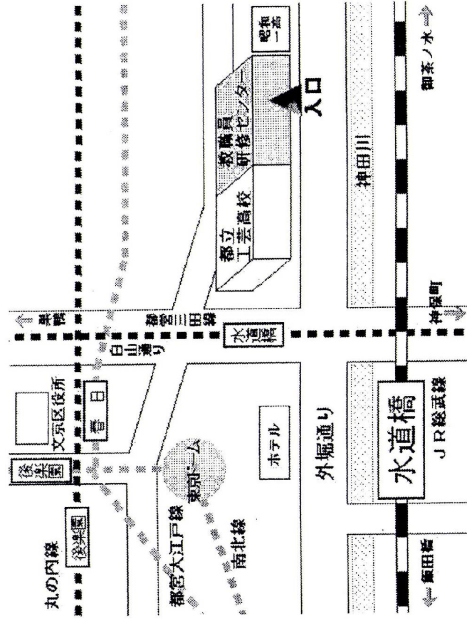 昭和
一高
御茶ノ水
教職員
研修センター
入口
都立
工芸高校
神田川
巣鴨
都営三田線
白山通り
水道橋
神保町
文京区役所
春日
後楽園
後楽園
丸の内線
東京ドーム
ホテル
外堀通り
水道橋
JR総武線
都営大江戸線
南北線
飯田橋